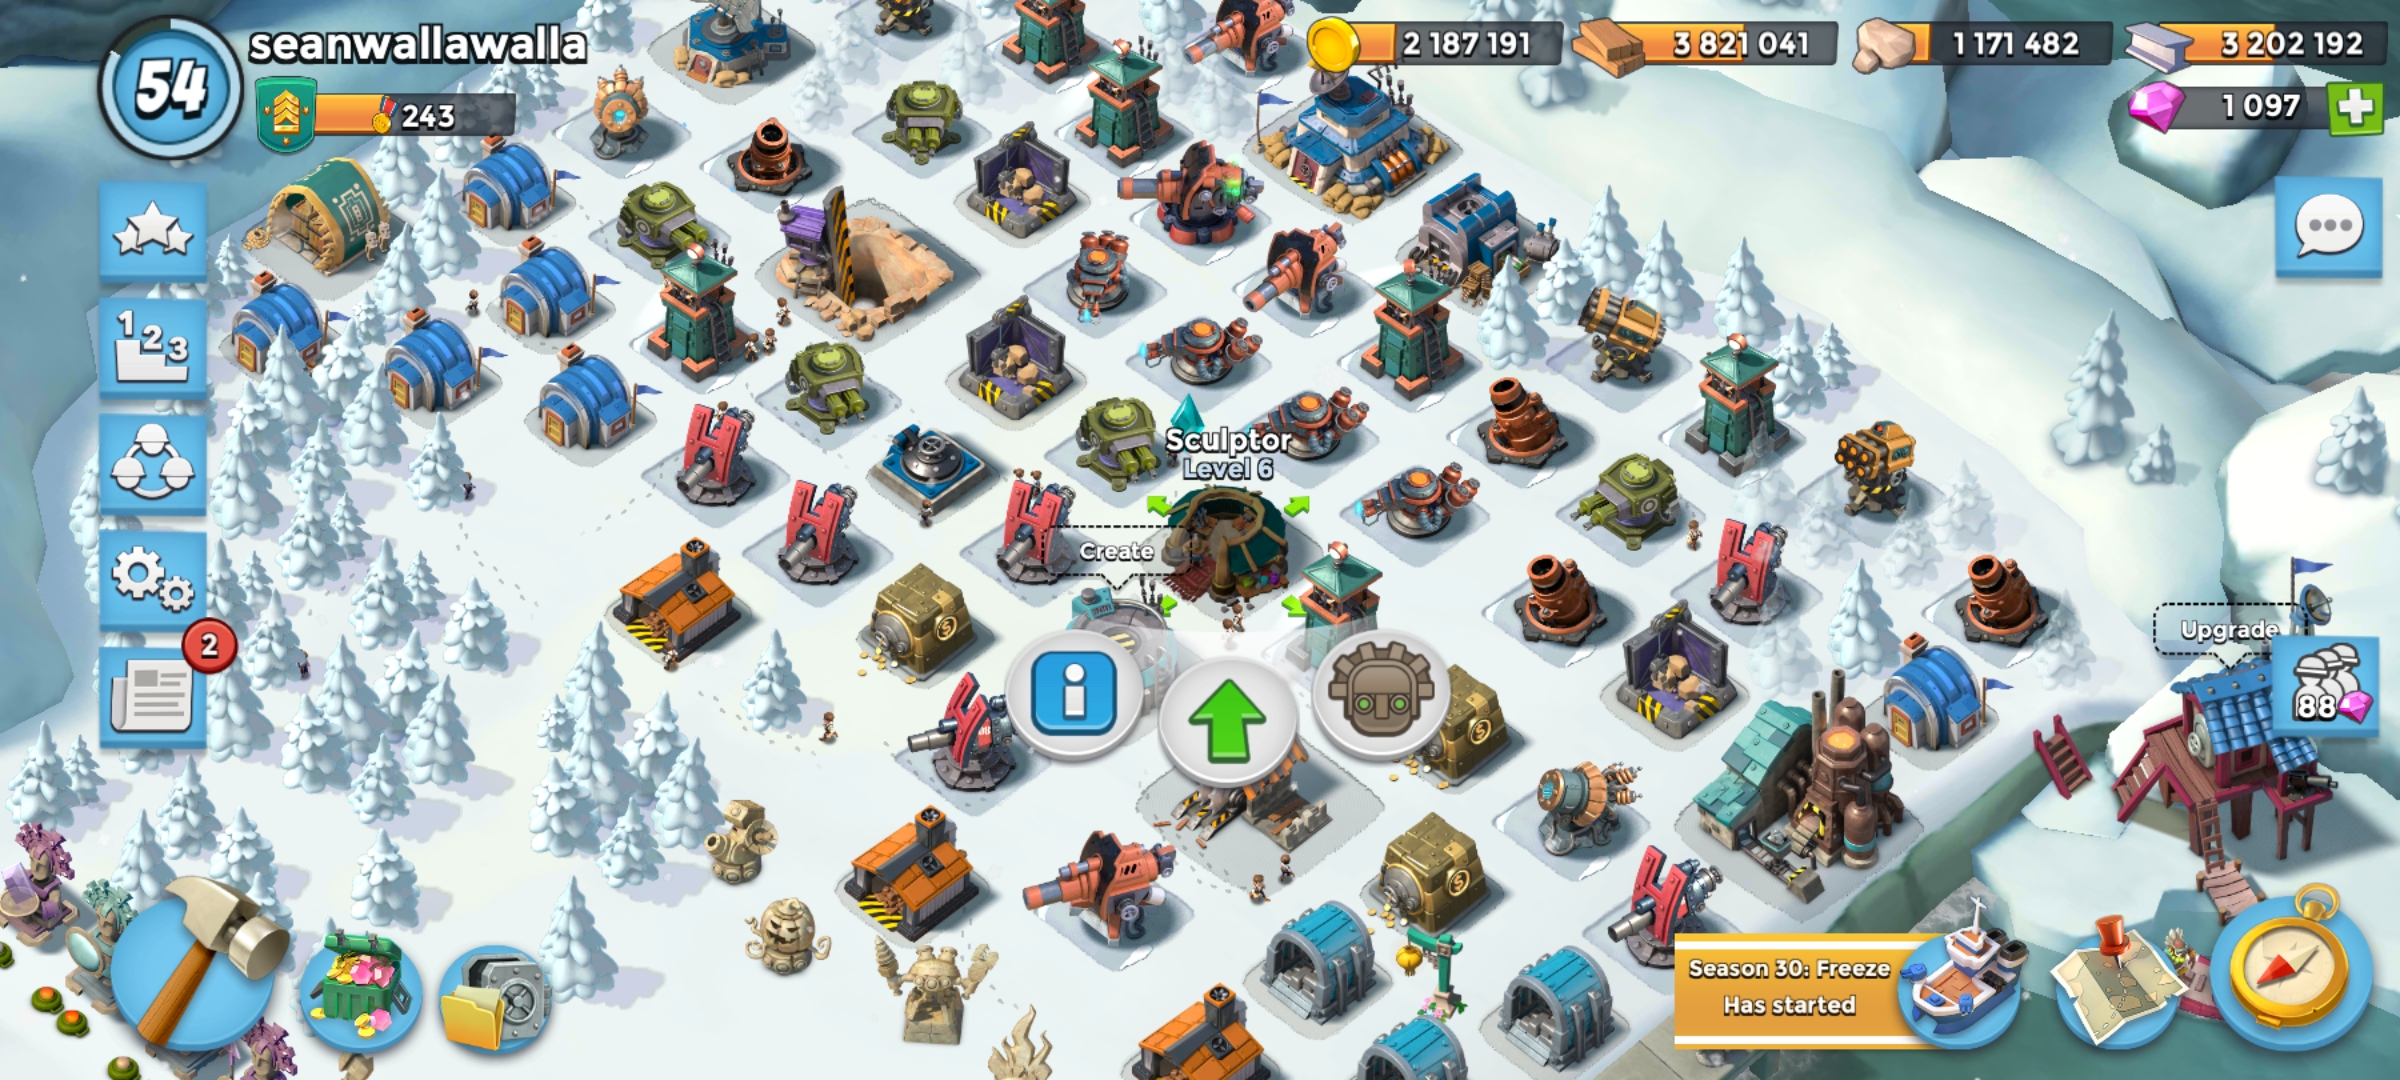 54
seanwallawalla
243
2 187 191
3 821 041
1 171 482
3 202 192
1 097
123
Sculptor
Level 6
Create
Upgrade
2
88
Season 30: Freeze
Has started